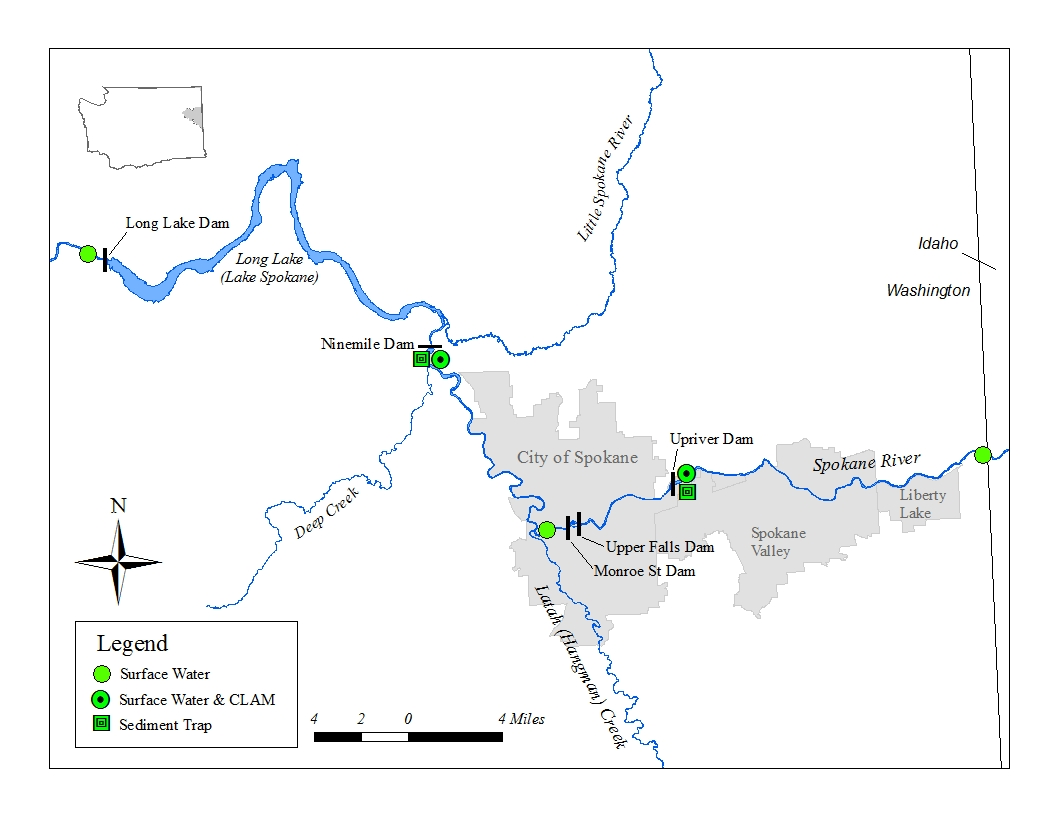 Little Spokane River
Long Lake Dam
Idaho
Long Lake
(Lake Spokane)
Washington
Ninemile Dam
Upriver Dam
City of Spokane
Spokane River
Liberty
Lake
N
Deep Creek
Spokane
Valley
Upper Falls Dam
Monroe St Dam
Latah (Hangman) Creek
Legend
Surface Water
Surface Water & CLAM
Sediment Trap
4 2 0 4 Miles